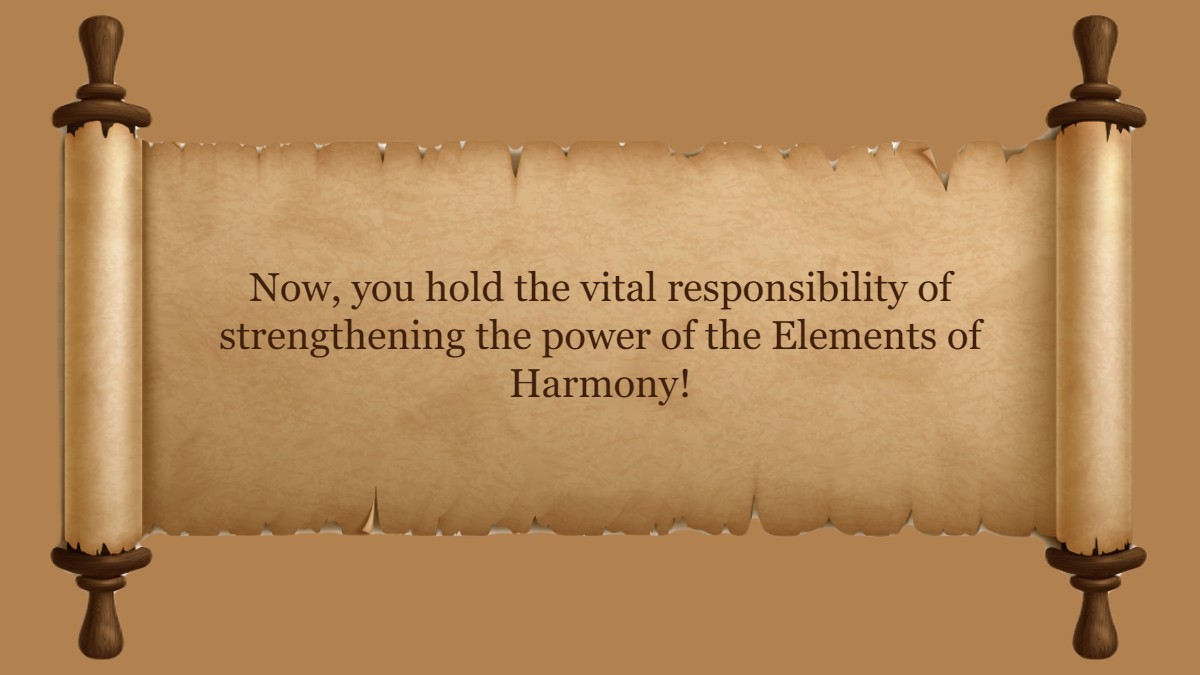 Now, you hold the vital responsibility of
strengthening the power of the Elements of
Harmony!